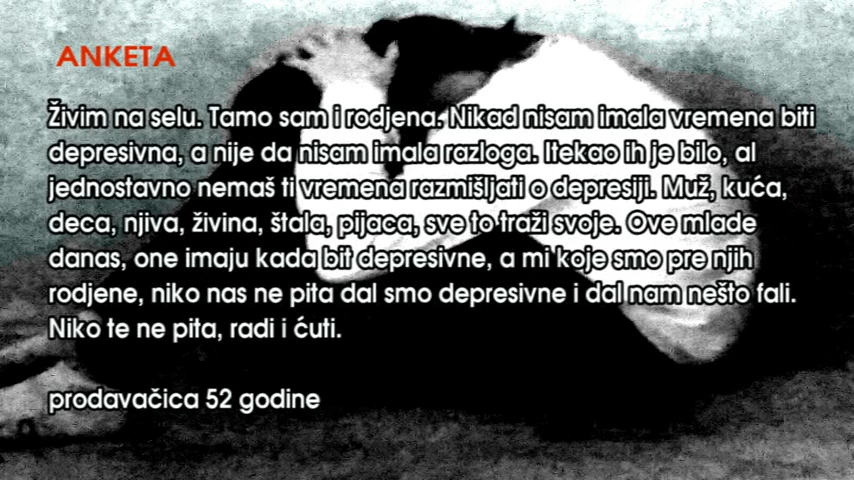 ANKETA
Živim na selu. Tamo sam i rodjena. Nikad nisam imala vremena biti
depresivna, a nije da nisam imala razloga. Itekao ih je bilo, al
jednostavno nemaš ti vremena razmišljati o depresiji. Muž, kuća,
deca, njiva, živina, štala, pijaca, sve to traži svoje. Ove mlade
danas, one imaju kada bit depresivne, a mi koje smo pre njih
rodjene, niko nas ne pita dal smo depresivne i dal nam nešto fali.
Niko te ne pita, radi i ćuti.
prodavačica 52 godine